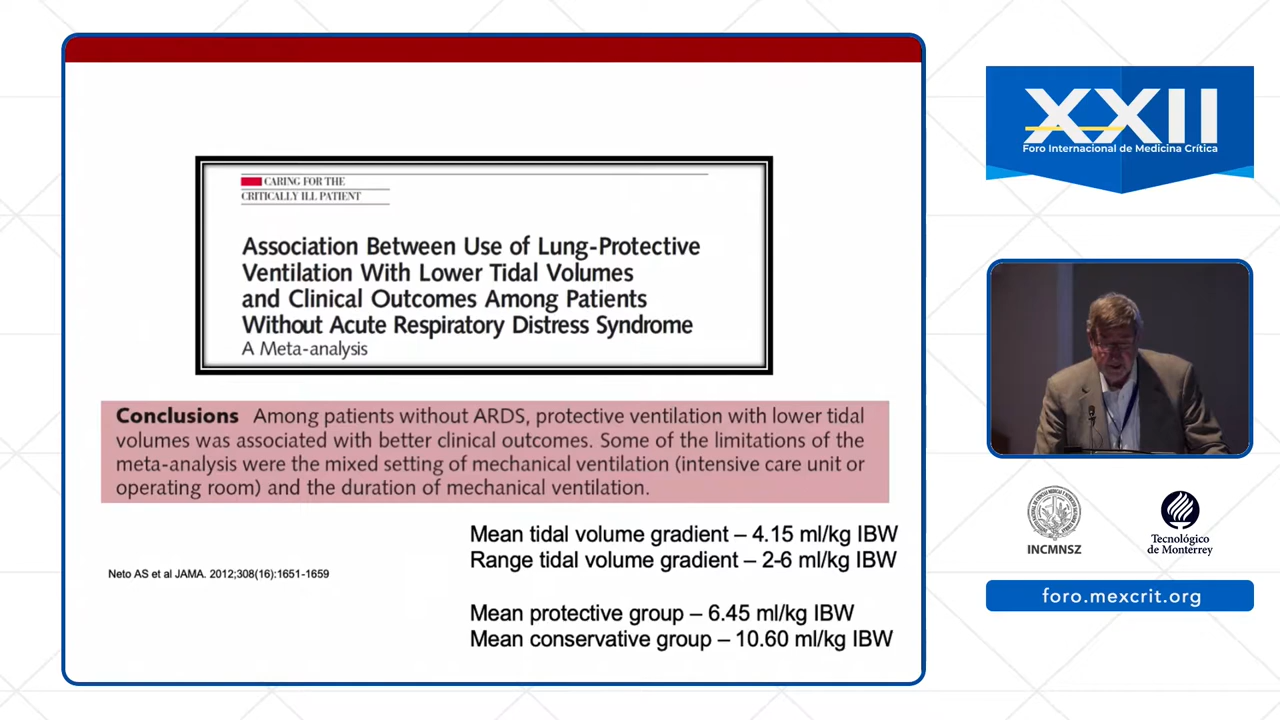 CARING FOR THE
CRITICALLY ILL PATIENT
Association Between Use of Lung-Protective
Ventilation With Lower Tidal Volumes
and Clinical Outcomes Among Patients
Without Acute Respiratory Distress Syndrome
A Meta-analysis
Conclusions Among patients without ARDS, protective ventilation with lower tidal
volumes was associated with better clinical outcomes. Some of the limitations of the
meta-analysis were the mixed setting of mechanical ventilation (intensive care unit or
operating room) and the duration of mechanical ventilation.
Mean tidal volume gradient – 4.15 ml/kg IBW
Range tidal volume gradient – 2-6 ml/kg IBW
Neto AS et al JAMA. 2012;308(16):1651-1659
Mean protective group – 6.45 ml/kg IBW
Mean conservative group – 10.60 ml/kg IBW
XXII
Foro Internacional de Medicina Crítica
INCMNSZ
Tecnológico
de Monterrey
foro.mexcrit.org